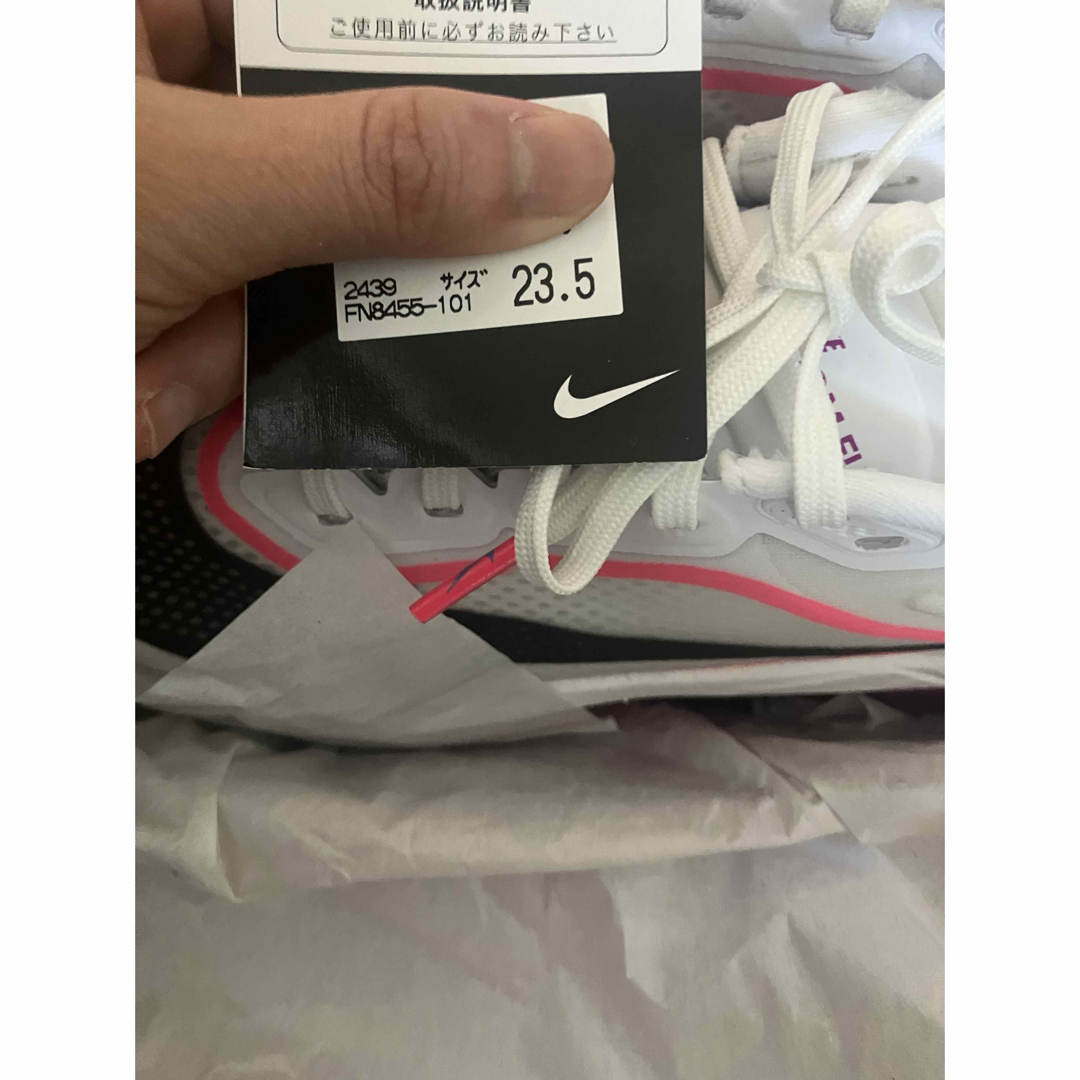 取扱説明書
ご使用前に必ずお読み下さい
2439 サイズ 23.5
FN8455-101